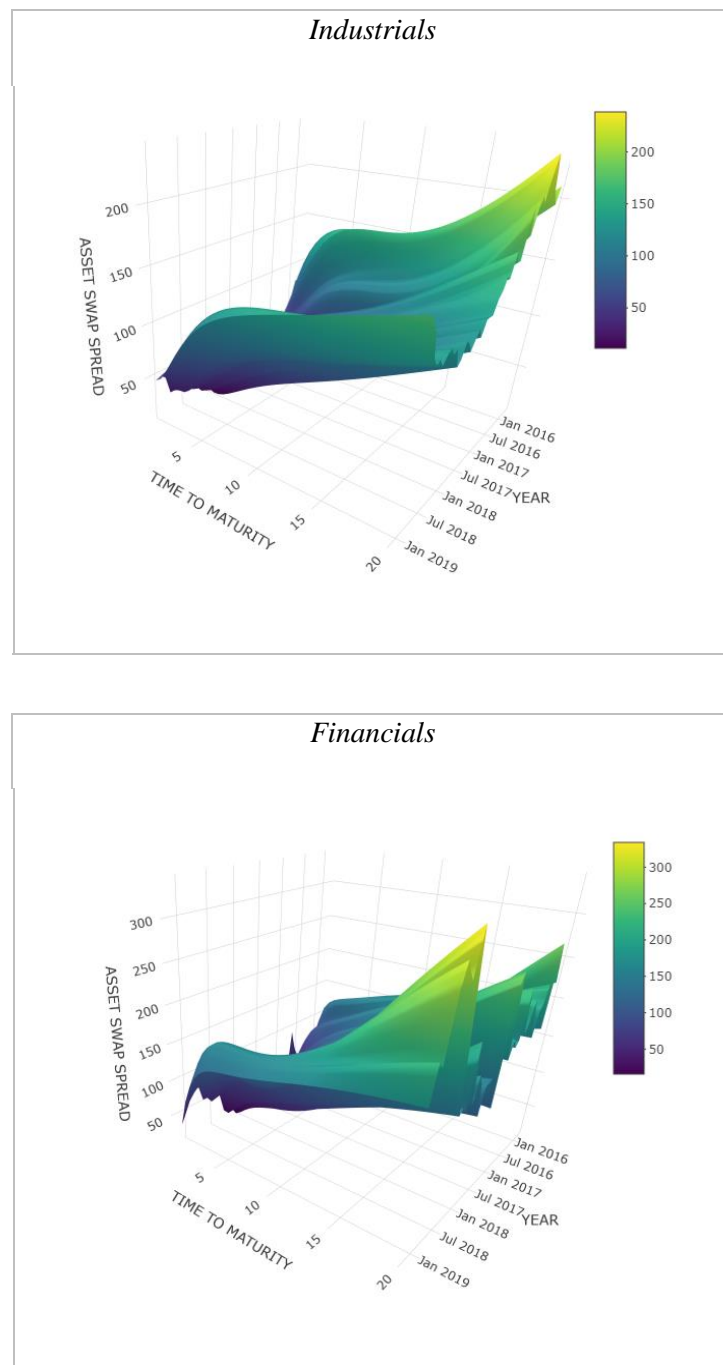 Industrials
200
150
100
50
ASSET SWAP SPREAD
5
10
15
20
TIME TO MATURITY
Jan 2016
Jul 2016
Jan 2017
Jul 2017
Jan 2018
Jul 2018
Jan 2019
YEAR
200
150
100
50
Financials
300
250
200
150
100
50
ASSET SWAP SPREAD
5
10
15
20
TIME TO MATURITY
Jan 2016
Jul 2016
Jan 2017
Jul 2017
Jan 2018
Jul 2018
Jan 2019
YEAR
300
250
200
150
100
50